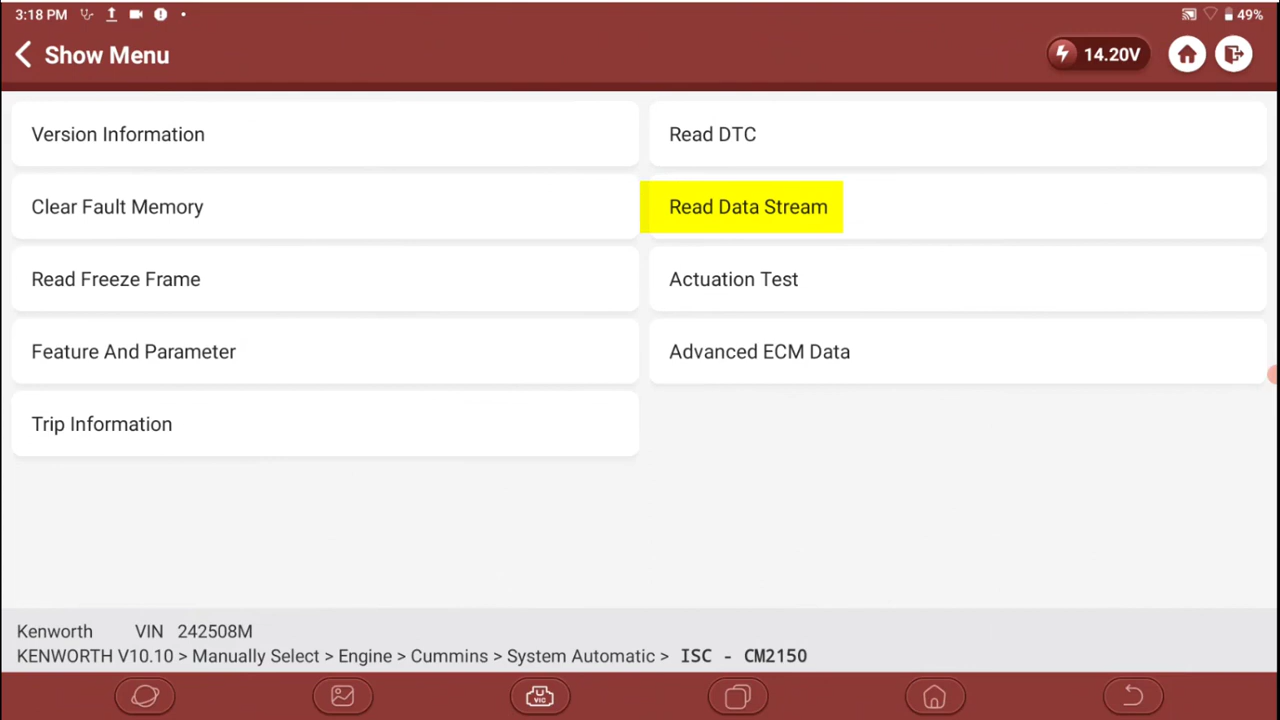 3:18 PM
49%
Show Menu
14.20V
Version Information
Read DTC
Clear Fault Memory
Read Data Stream
Read Freeze Frame
Actuation Test
Feature And Parameter
Advanced ECM Data
Trip Information
Kenworth VIN 242508M
KENWORTH V10.10 > Manually Select > Engine > Cummins > System Automatic > ISC - CM2150
VIC